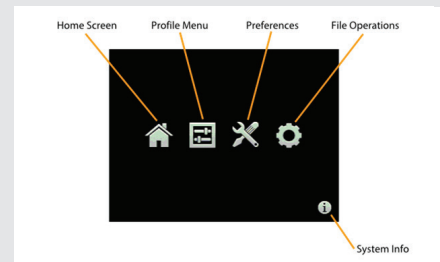 Home Screen
Profile Menu
Preferences
File Operations
System Info